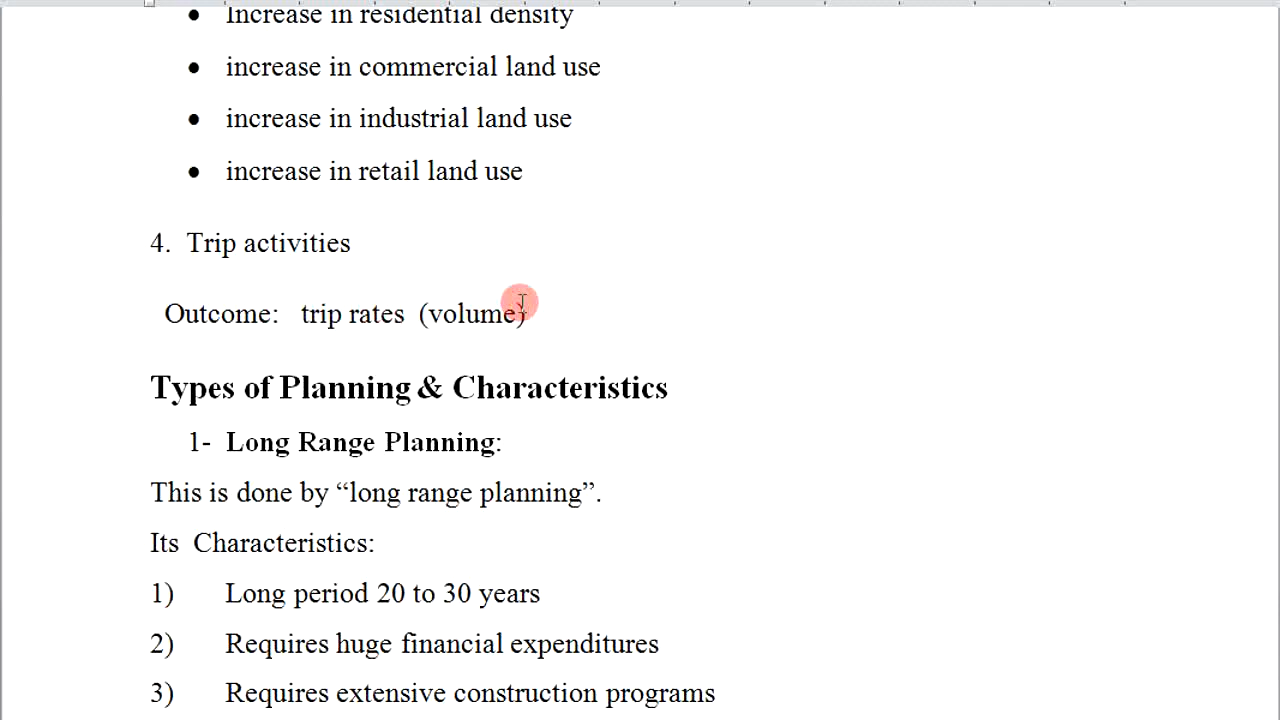 • Increase in residential density
• increase in commercial land use
• increase in industrial land use
• increase in retail land use
4. Trip activities
Outcome: trip rates (volume)
Types of Planning & Characteristics
1- Long Range Planning:
This is done by “long range planning”.
Its Characteristics:
1) Long period 20 to 30 years
2) Requires huge financial expenditures
3) Requires extensive construction programs